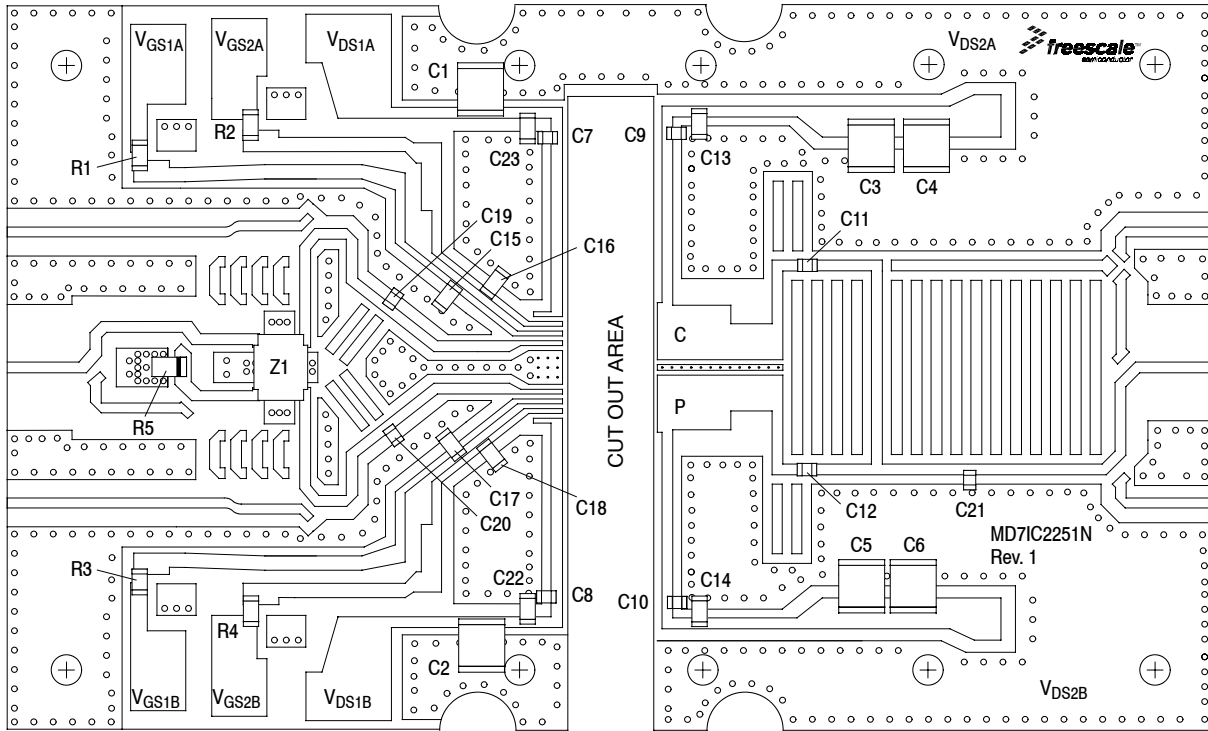 VGS1A
VGS2A
VDS1A
VDS2A
freescale™
semiconductor
C1
R2
R1
C23
C7
C9
C13
C3
C4
C19
C15
C16
C11
CUT OUT AREA
C
Z1
P
R5
C17
C18
C20
C12
C21
MD7IC2251N
Rev. 1
R3
R4
C22
C8
C10
C14
C5
C6
C2
VGS1B
VGS2B
VDS1B
VDS2B